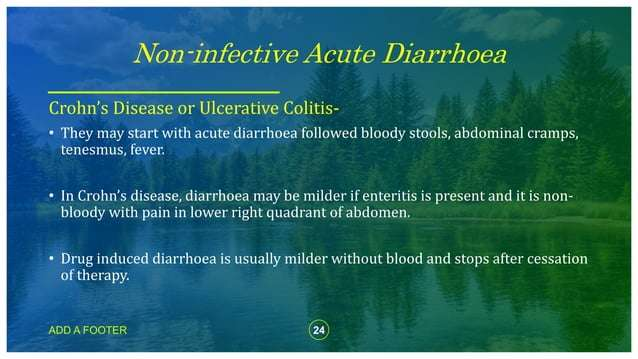 Non-infective Acute Diarrhoea
Crohn's Disease or Ulcerative Colitis-
• They may start with acute diarrhoea followed bloody stools, abdominal cramps,
tenesmus, fever.
• In Crohn's disease, diarrhoea may be milder if enteritis is present and it is non-
bloody with pain in lower right quadrant of abdomen.
• Drug induced diarrhoea is usually milder without blood and stops after cessation
of therapy.
ADD A FOOTER
24